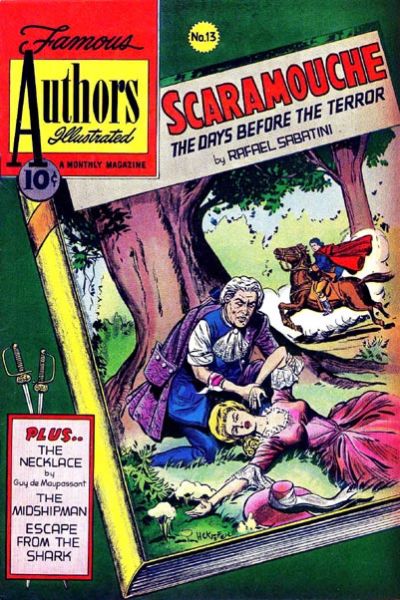 Famous
Authors
Illustrated
A MONTHLY MAGAZINE
10¢
No.13
SCARAMOUCHE
THE DAYS BEFORE THE TERROR
by RAFAEL SABATINI
PLUS..
THE
NECKLACE
by
Guy de Maupassant
THE
MIDSHIPMAN
ESCAPE
FROM THE
SHARK